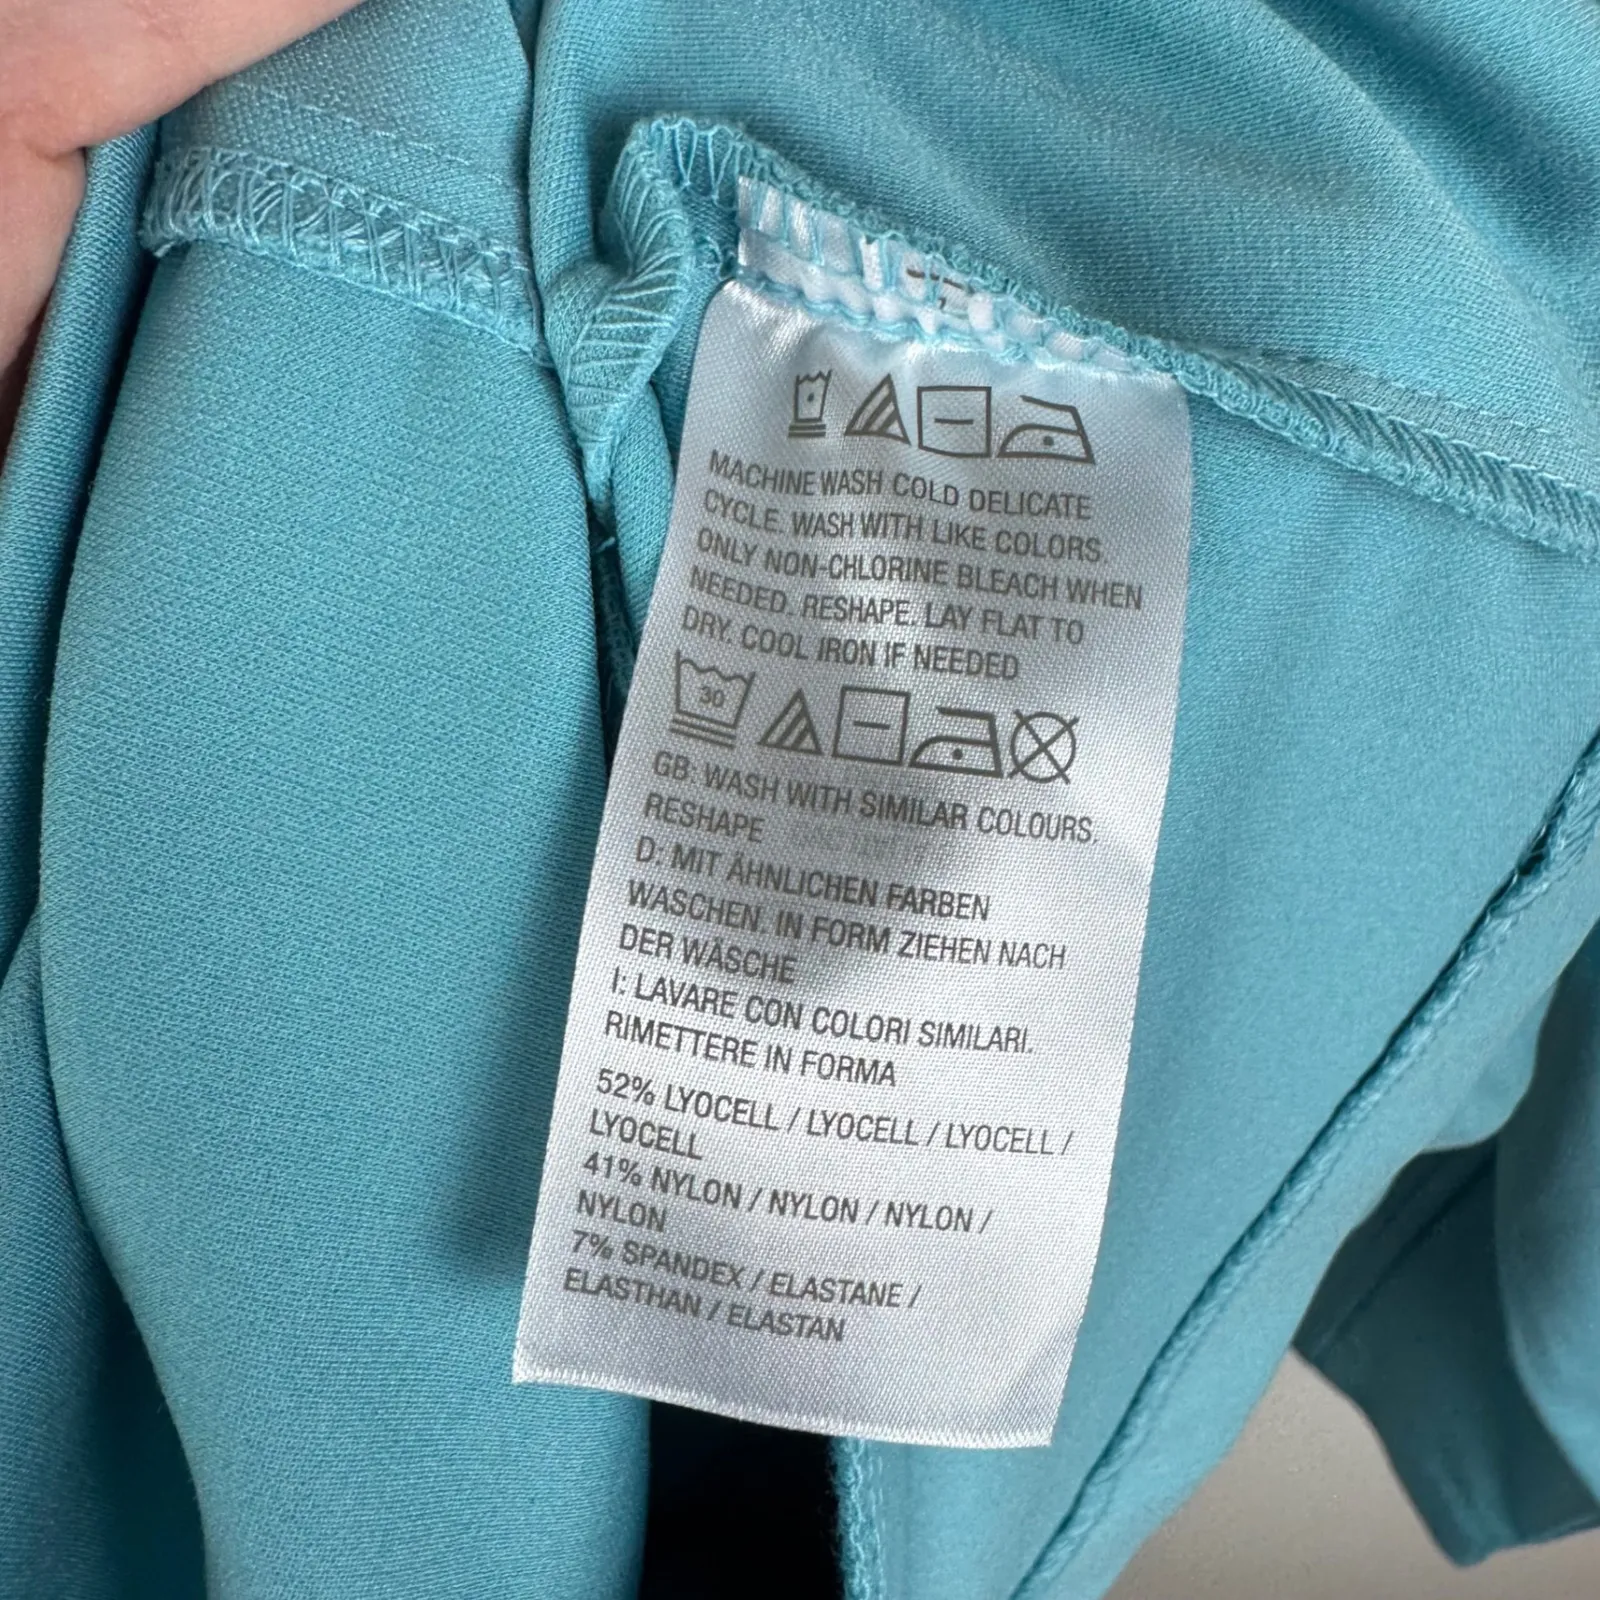 MACHINE WASH COLD DELICATE
CYCLE. WASH WITH LIKE COLORS.
ONLY NON-CHLORINE BLEACH WHEN
NEEDED. RESHAPE. LAY FLAT TO
DRY. COOL IRON IF NEEDED
30
GB: WASH WITH SIMILAR COLOURS.
RESHAPE
D: MIT ÄHNLICHEN FARBEN
WASCHEN. IN FORM ZIEHEN NACH
DER WÄSCHE
I: LAVARE CON COLORI SIMILARI.
RIMETTERE IN FORMA
52% LYOCELL / LYOCELL / LYOCELL /
LYOCELL
41% NYLON / NYLON / NYLON /
NYLON
7% SPANDEX / ELASTANE /
ELASTHAN / ELASTAN